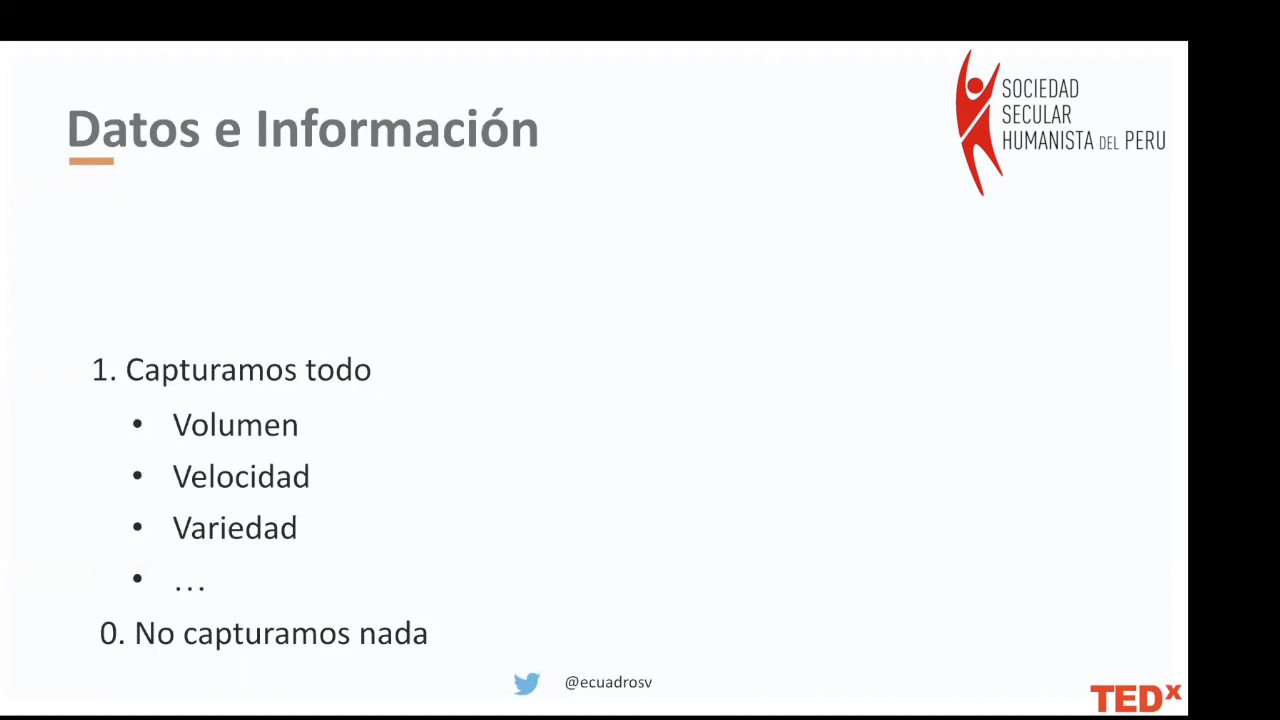 Datos e Información
SOCIEDAD
SECULAR
HUMANISTA DEL PERU
1. Capturamos todo
• Volumen
• Velocidad
• Variedad
• ...
0. No capturamos nada
@ecuadrosv
TEDx